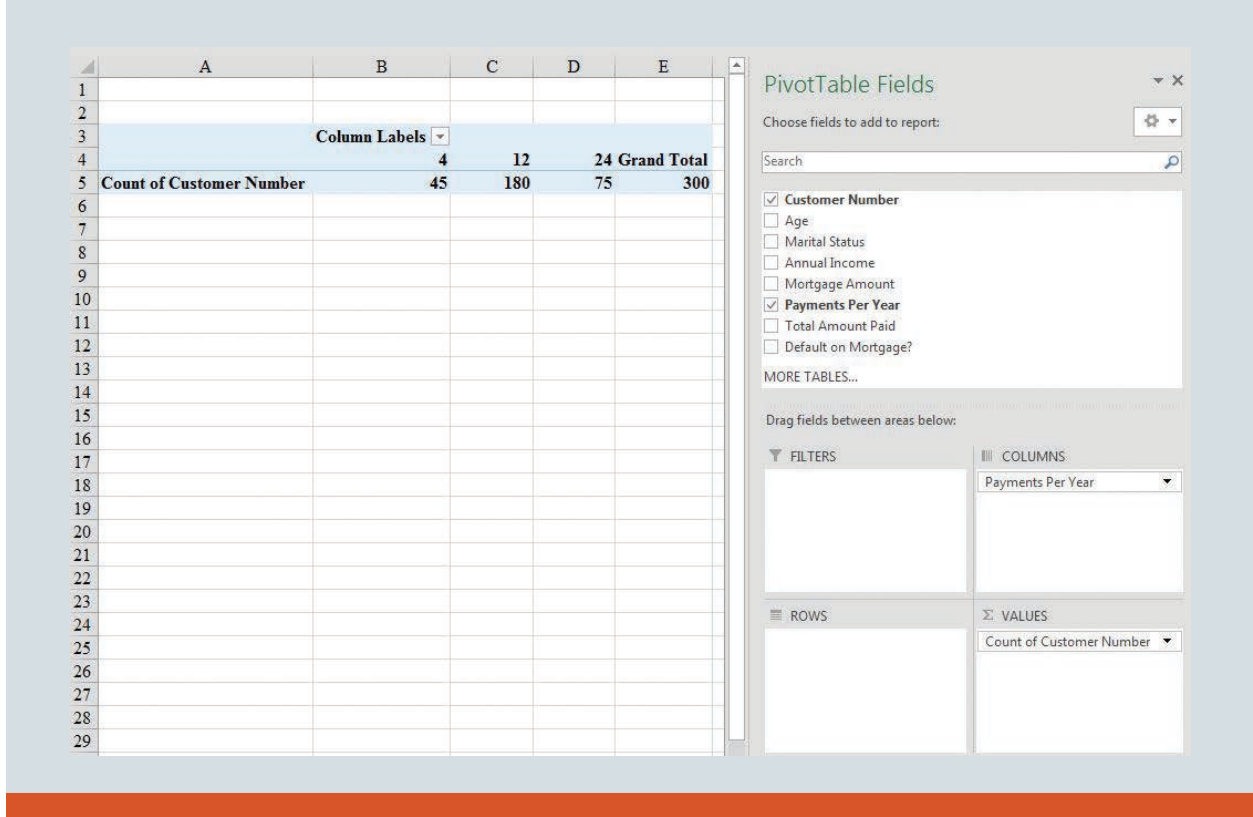 A B C D E
1
2
3 Column Labels
4 4 12 24 Grand Total
5 Count of Customer Number 45 180 75 300
6
7
8
9
10
11
12
13
14
15
16
17
18
19
20
21
22
23
24
25
26
27
28
29
PivotTable Fields
Choose fields to add to report:
Search
Customer Number
Age
Marital Status
Annual Income
Mortgage Amount
Payments Per Year
Total Amount Paid
Default on Mortgage?
MORE TABLES...
Drag fields between areas below:
FILTERS
COLUMNS
Payments Per Year
ROWS
Σ VALUES
Count of Customer Number